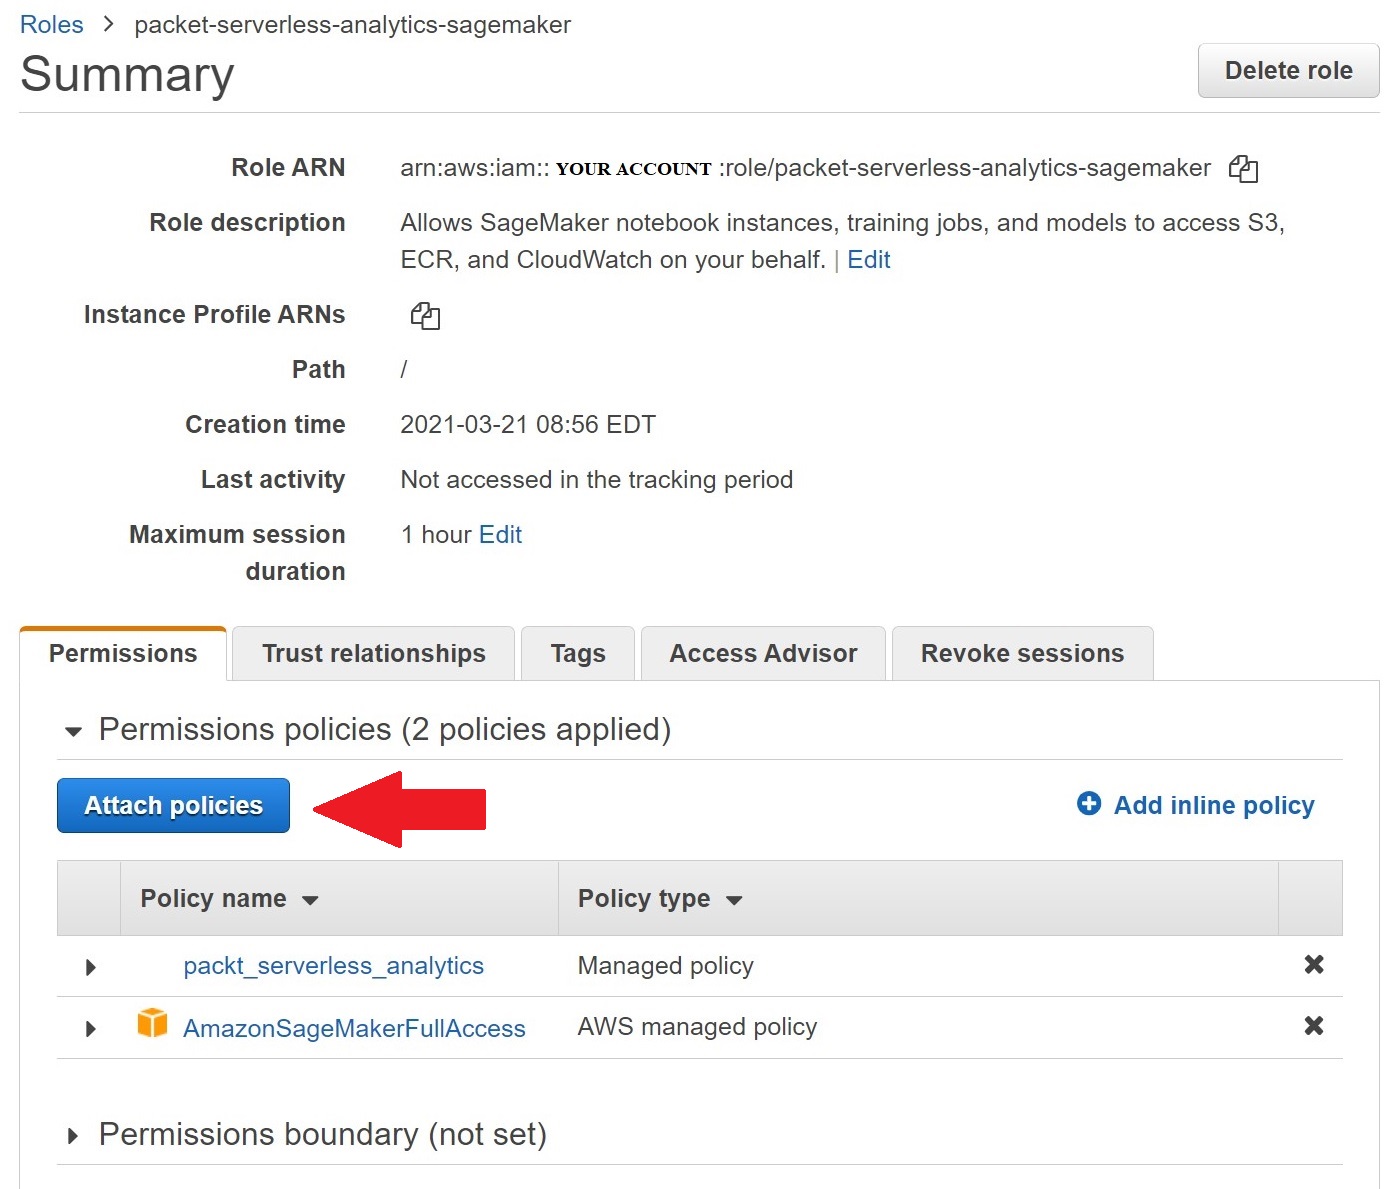 Roles > packet-serverless-analytics-sagemaker
Summary
Delete role
Role ARN
arn:aws:iam:: YOUR ACCOUNT :role/packet-serverless-analytics-sagemaker
Role description
Allows SageMaker notebook instances, training jobs, and models to access S3,
ECR, and CloudWatch on your behalf. | Edit
Instance Profile ARNs
Path
/
Creation time
2021-03-21 08:56 EDT
Last activity
Not accessed in the tracking period
Maximum session
duration
1 hour Edit
Permissions
Trust relationships
Tags
Access Advisor
Revoke sessions
Permissions policies (2 policies applied)
Attach policies
Add inline policy
Policy name
Policy type
packt_serverless_analytics
Managed policy
AmazonSageMakerFullAccess
AWS managed policy
Permissions boundary (not set)